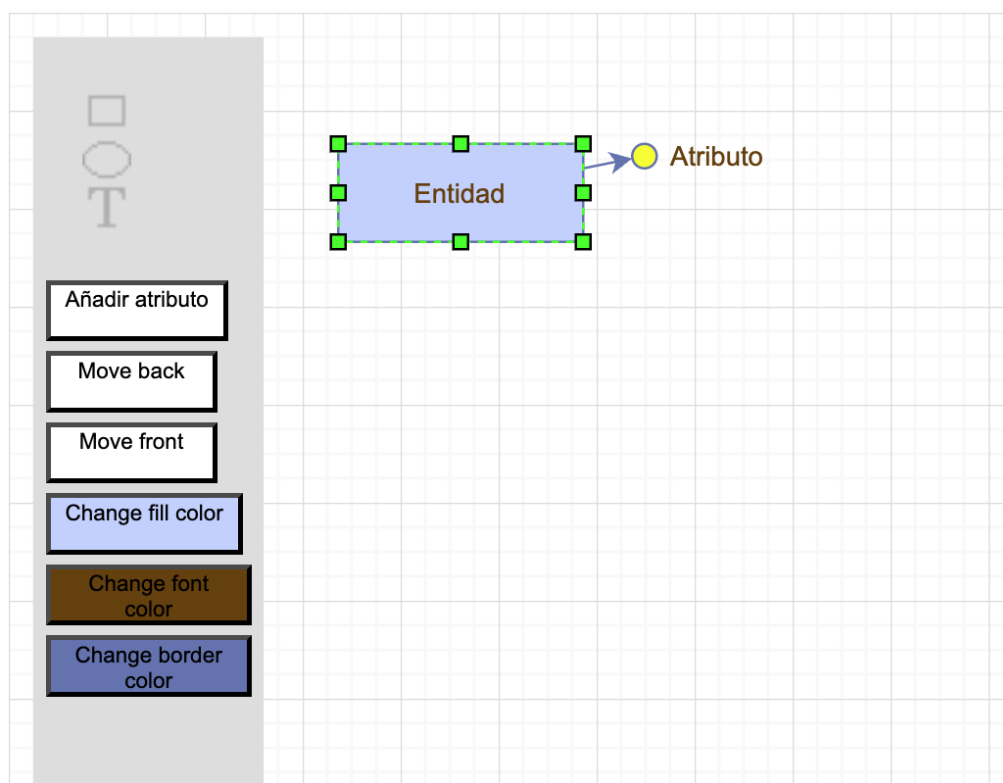 T
Entidad
Atributo
Añadir atributo
Move back
Move front
Change fill color
Change font
color
Change border
color